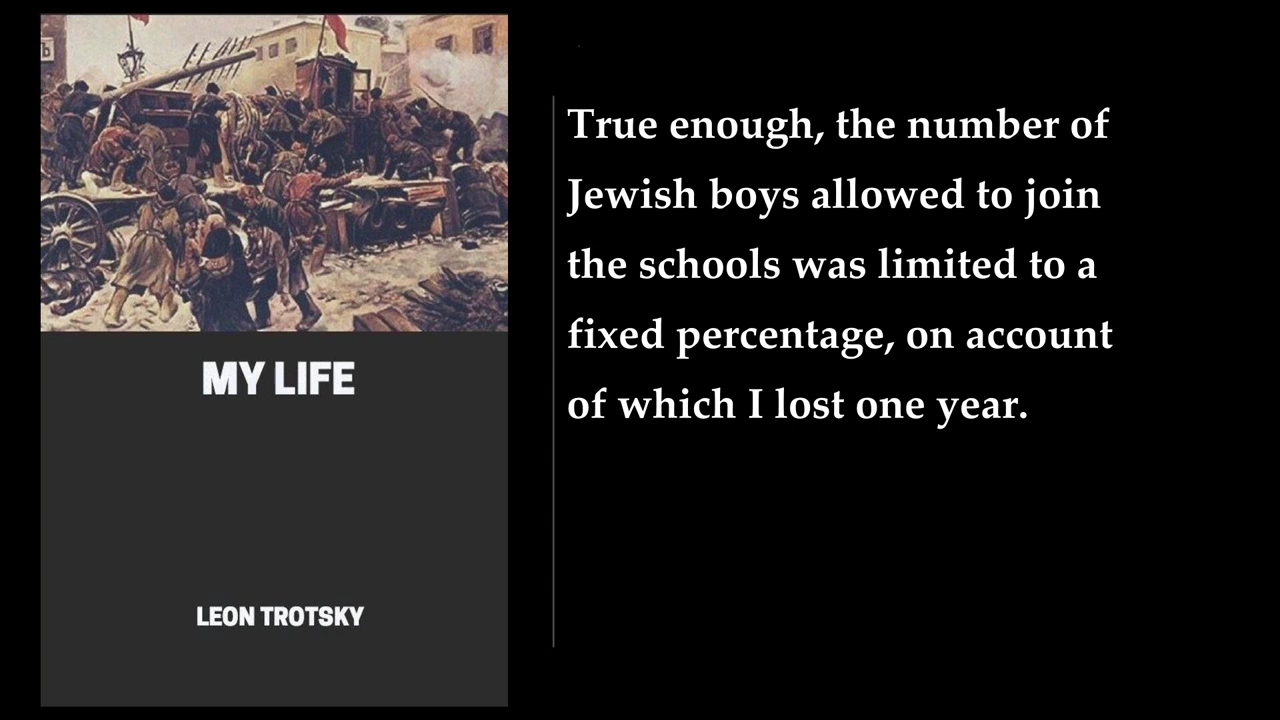 MY LIFE
LEON TROTSKY
True enough, the number of
Jewish boys allowed to join
the schools was limited to a
fixed percentage, on account
of which I lost one year.